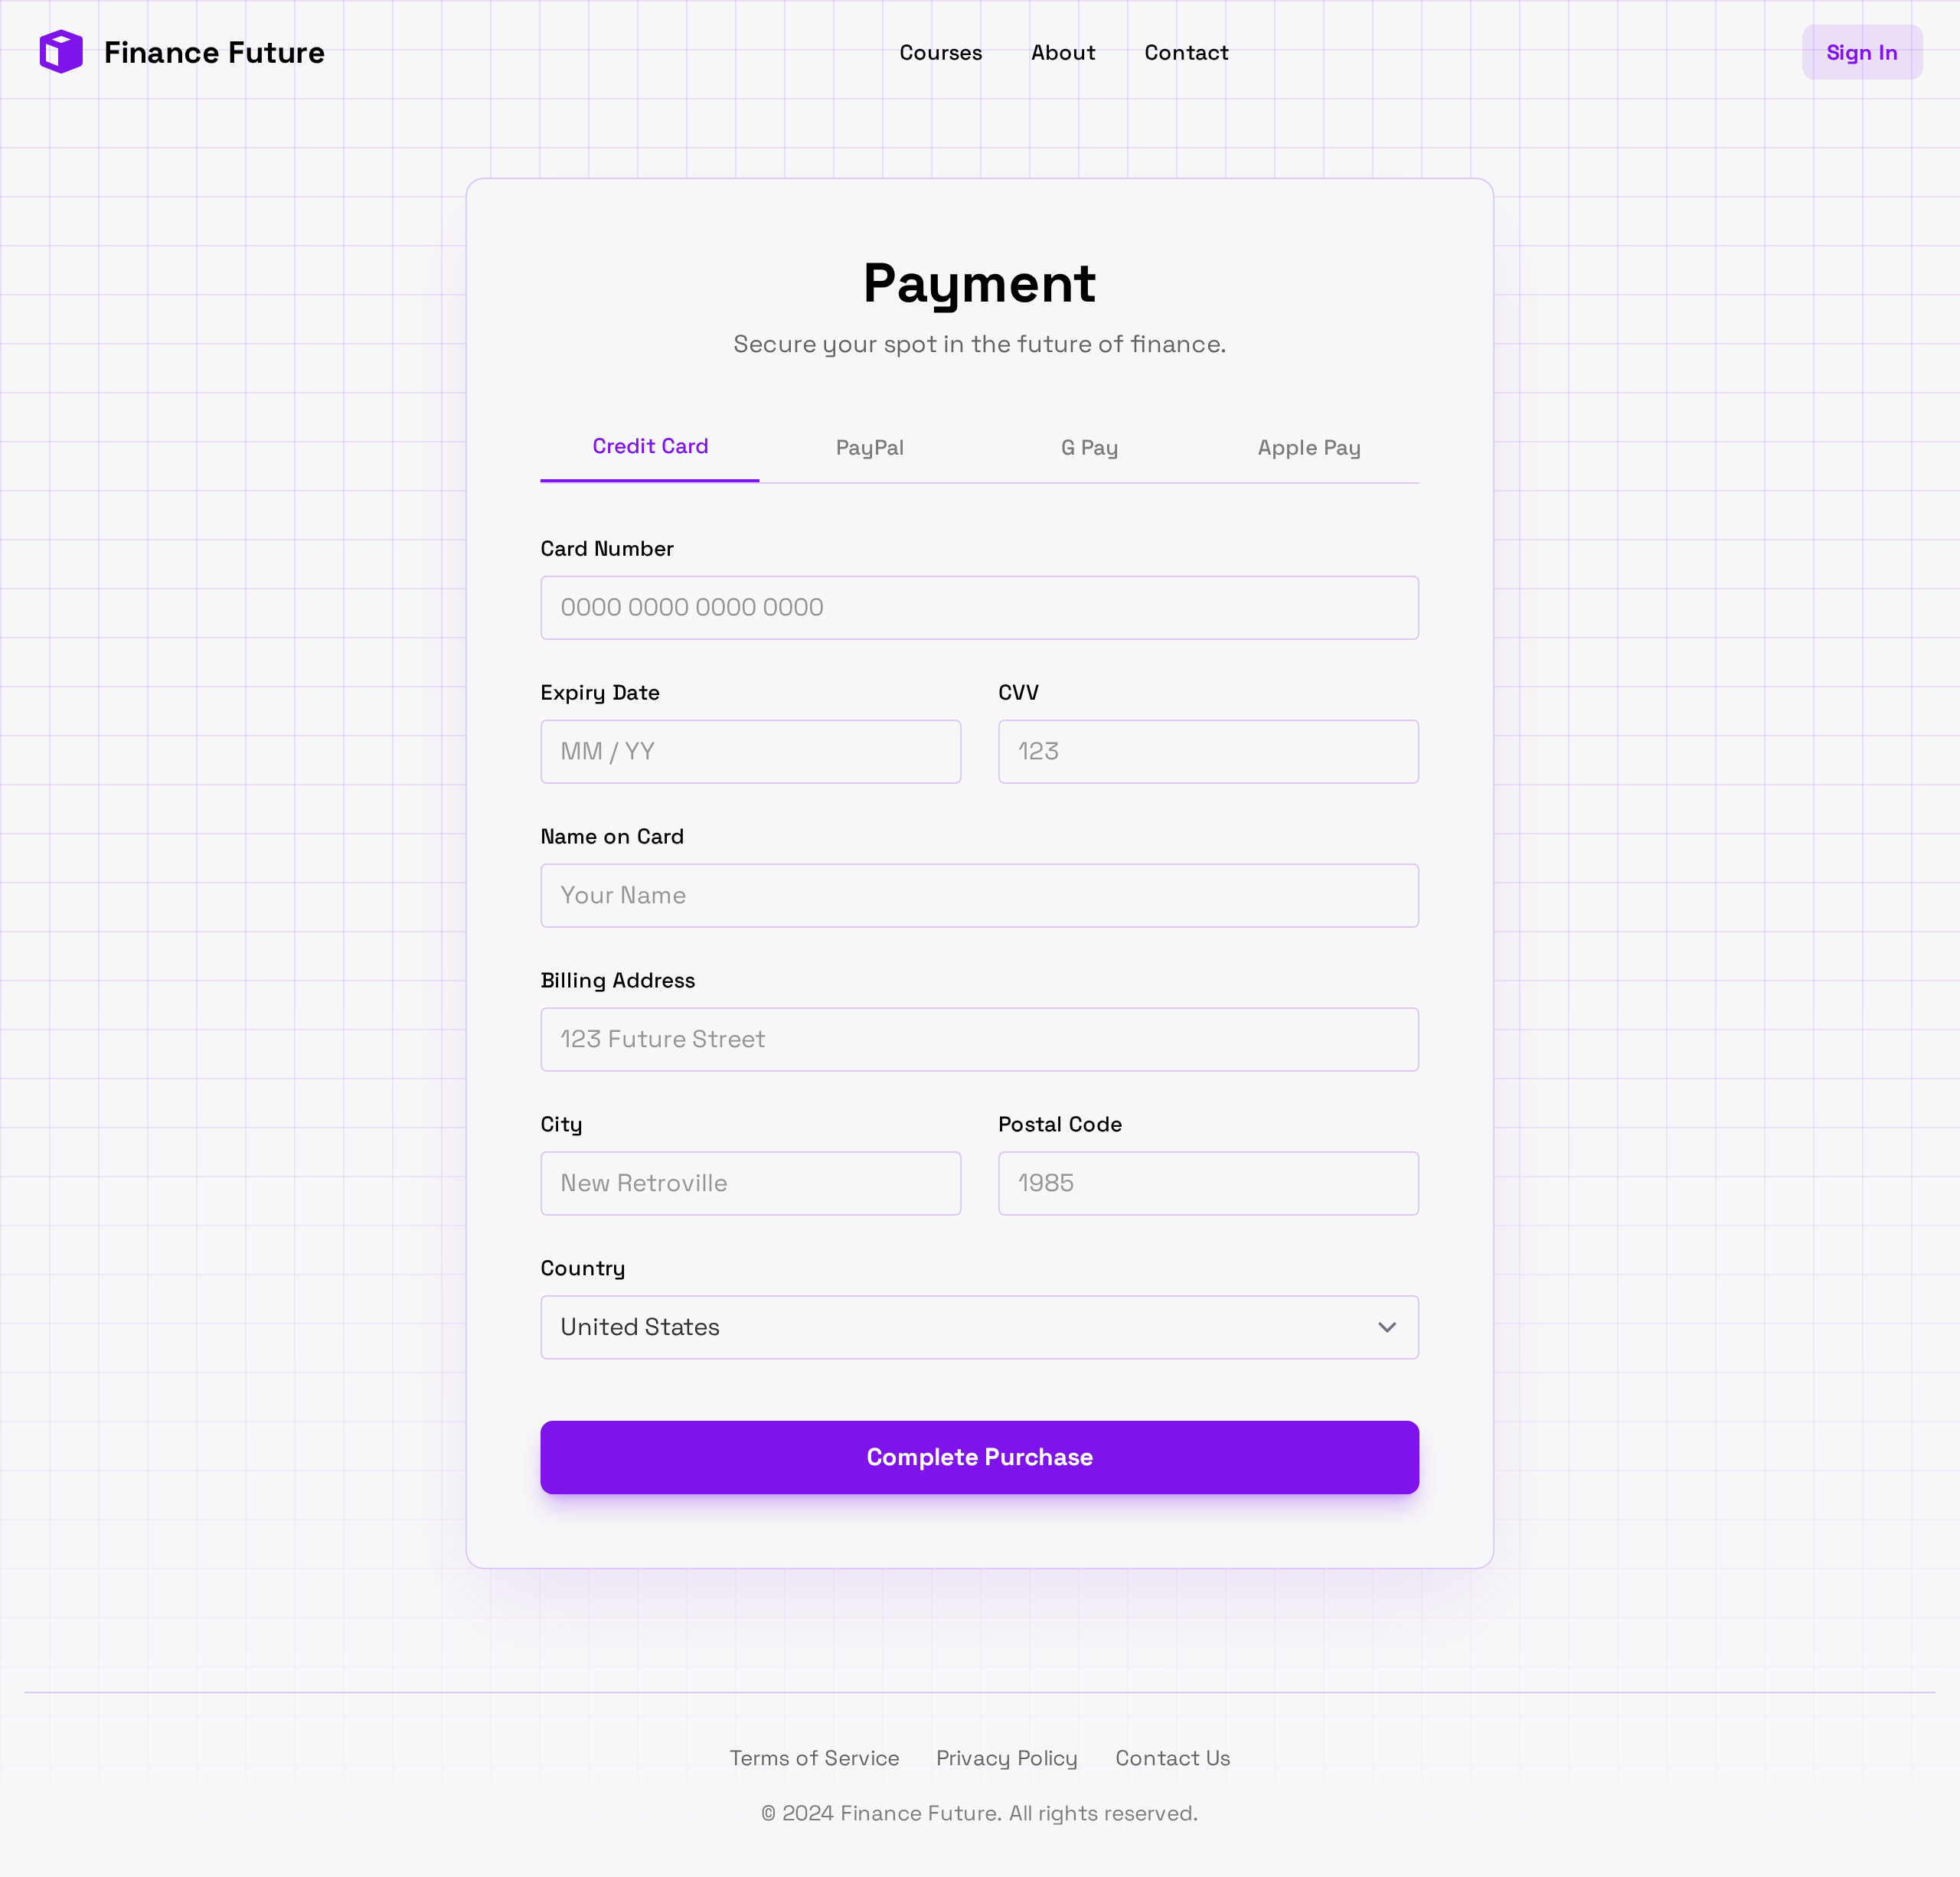 Finance Future
Courses About Contact
Sign In
Payment
Secure your spot in the future of finance.
Credit Card PayPal G Pay Apple Pay
Card Number
0000 0000 0000 0000
Expiry Date CVV
MM / YY 123
Name on Card
Your Name
Billing Address
123 Future Street
City Postal Code
New Retroville 1985
Country
United States
Complete Purchase
Terms of Service Privacy Policy Contact Us
© 2024 Finance Future. All rights reserved.